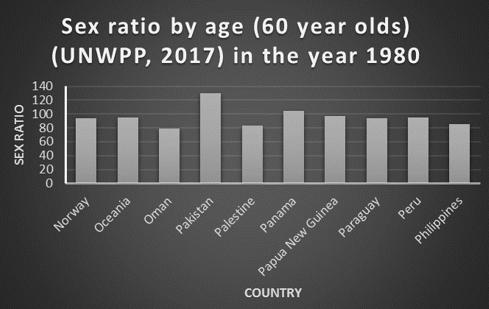 Sex ratio by age (60 year olds)
(UNWPP, 2017) in the year 1980
SEX RATIO
140
120
100
80
60
40
20
0
Norway
Oceania
Oman
Pakistan
Palestine
Panama
Papua New Guinea
Paraguay
Peru
Philippines
COUNTRY